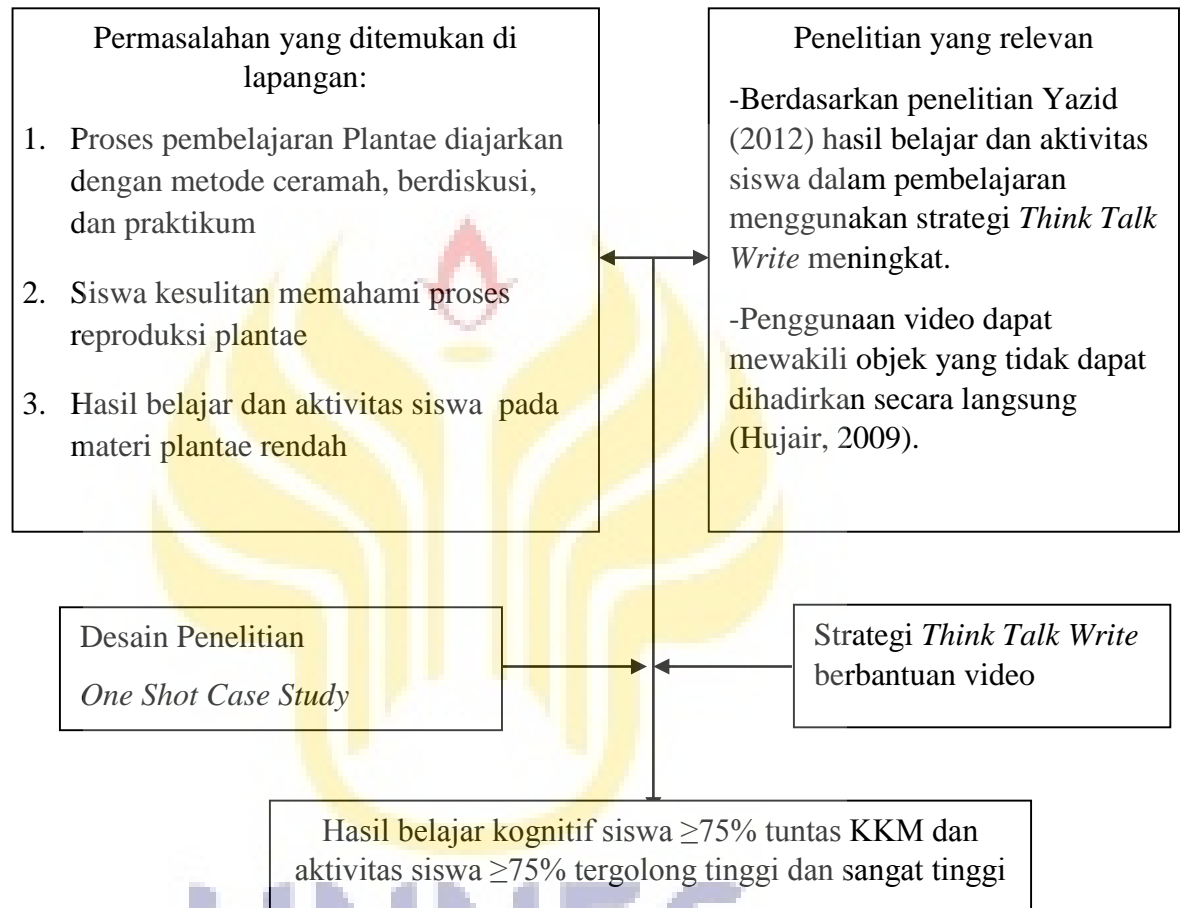 Permasalahan yang ditemukan di
lapangan:
1. Proses pembelajaran Plantae diajarkan
dengan metode ceramah, berdiskusi,
dan praktikum
2. Siswa kesulitan memahami proses
reproduksi plantae
3. Hasil belajar dan aktivitas siswa pada
materi plantae rendah
Penelitian yang relevan
-Berdasarkan penelitian Yazid
(2012) hasil belajar dan aktivitas
siswa dalam pembelajaran
menggunakan strategi Think Talk
Write meningkat.
-Penggunaan video dapat
mewakili objek yang tidak dapat
dihadirkan secara langsung
(Hujair, 2009).
Desain Penelitian
One Shot Case Study
Strategi Think Talk Write
berbantuan video
Hasil belajar kognitif siswa ≥75% tuntas KKM dan
aktivitas siswa ≥75% tergolong tinggi dan sangat tinggi